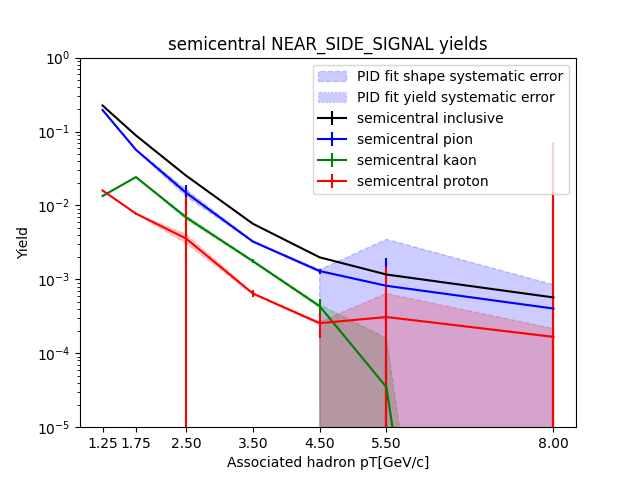 semicentral NEAR_SIDE_SIGNAL yields
PID fit shape systematic error
PID fit yield systematic error
semicentral inclusive
semicentral pion
semicentral kaon
semicentral proton
Yield
10^0
10^-1
10^-2
10^-3
10^-4
10^-5
1.25 1.75 2.50 3.50 4.50 5.50 8.00
Associated hadron pT[GeV/c]